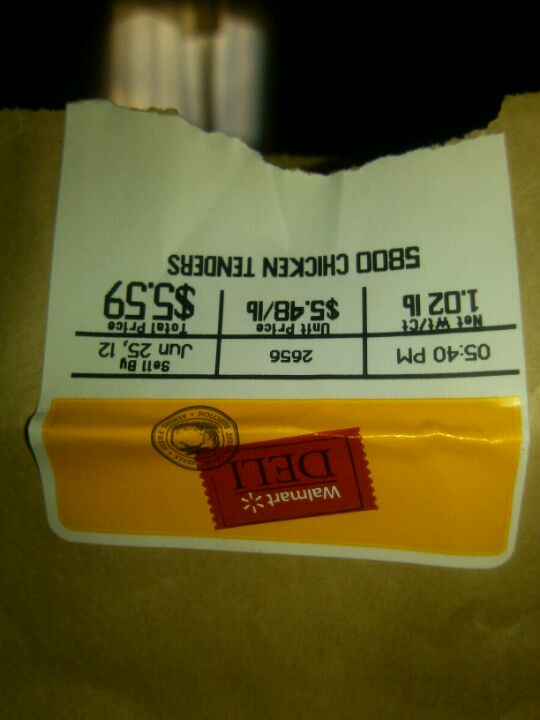 Walmart
DELI
05:40 PM 2656 Sell By
Jun 25, 12
Net Wt/Ct Unit Price Total Price
1.02 lb $5.48/lb $5.59
5800 CHICKEN TENDERS